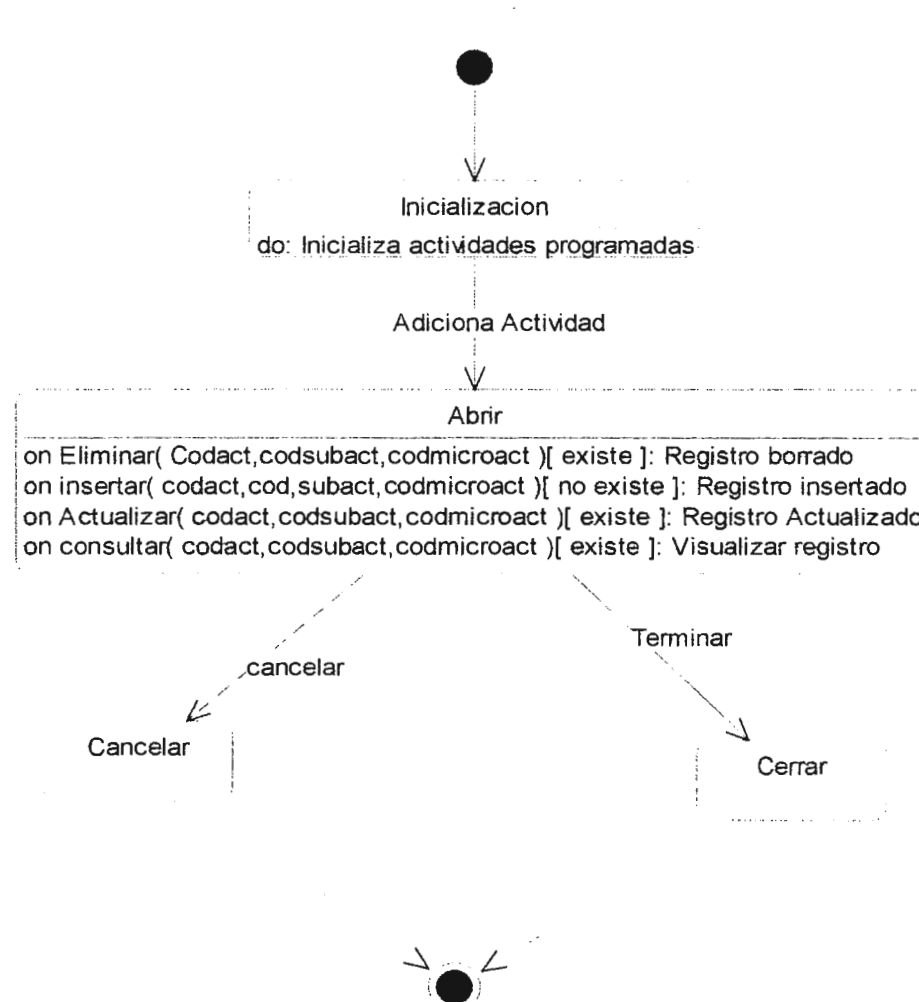 Inicializacion
do: Inicializa actividades programadas
Adiciona Actividad
Abrir
on Eliminar( Codact,codsubact,codmicroact )[ existe ]: Registro borrado
on insertar( codact,cod,subact,codmicroact )[ no existe ]: Registro insertado
on Actualizar( codact,codsubact,codmicroact )[ existe ]: Registro Actualizado
on consultar( codact,codsubact,codmicroact )[ existe ]: Visualizar registro
cancelar
Terminar
Cancelar
Cerrar